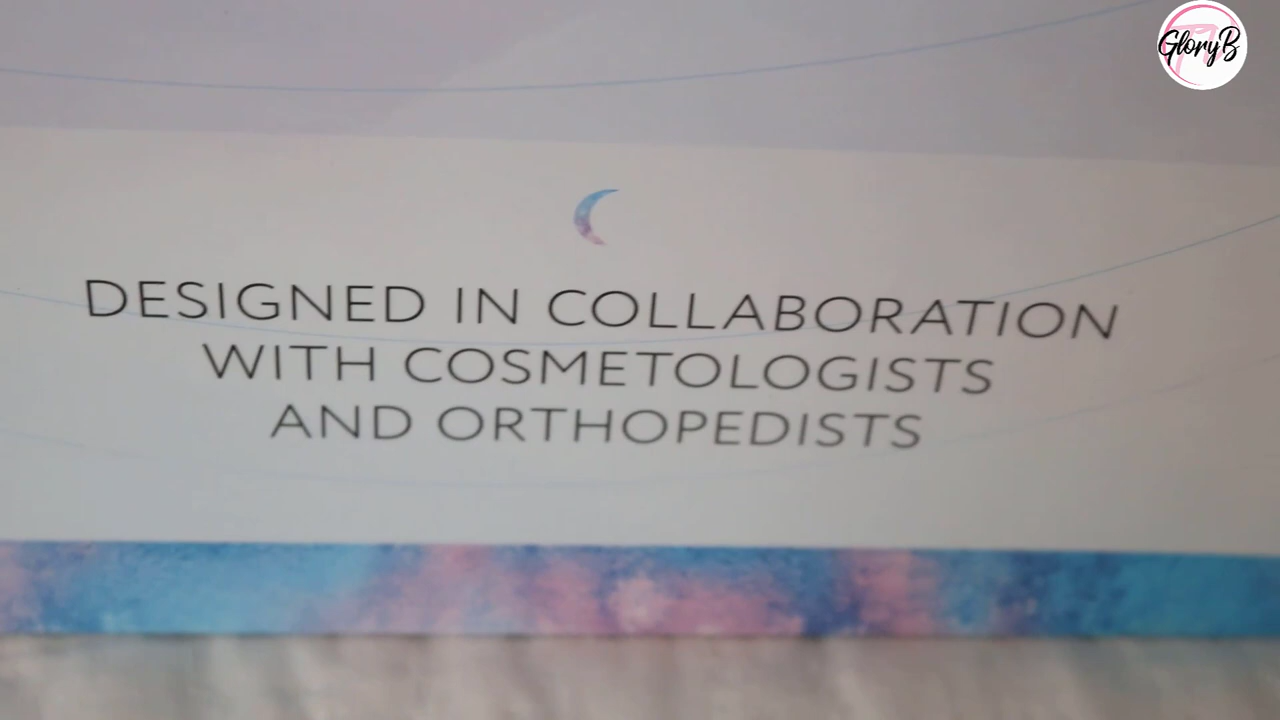 GloryB
DESIGNED IN COLLABORATION
WITH COSMETOLOGISTS
AND ORTHOPEDISTS